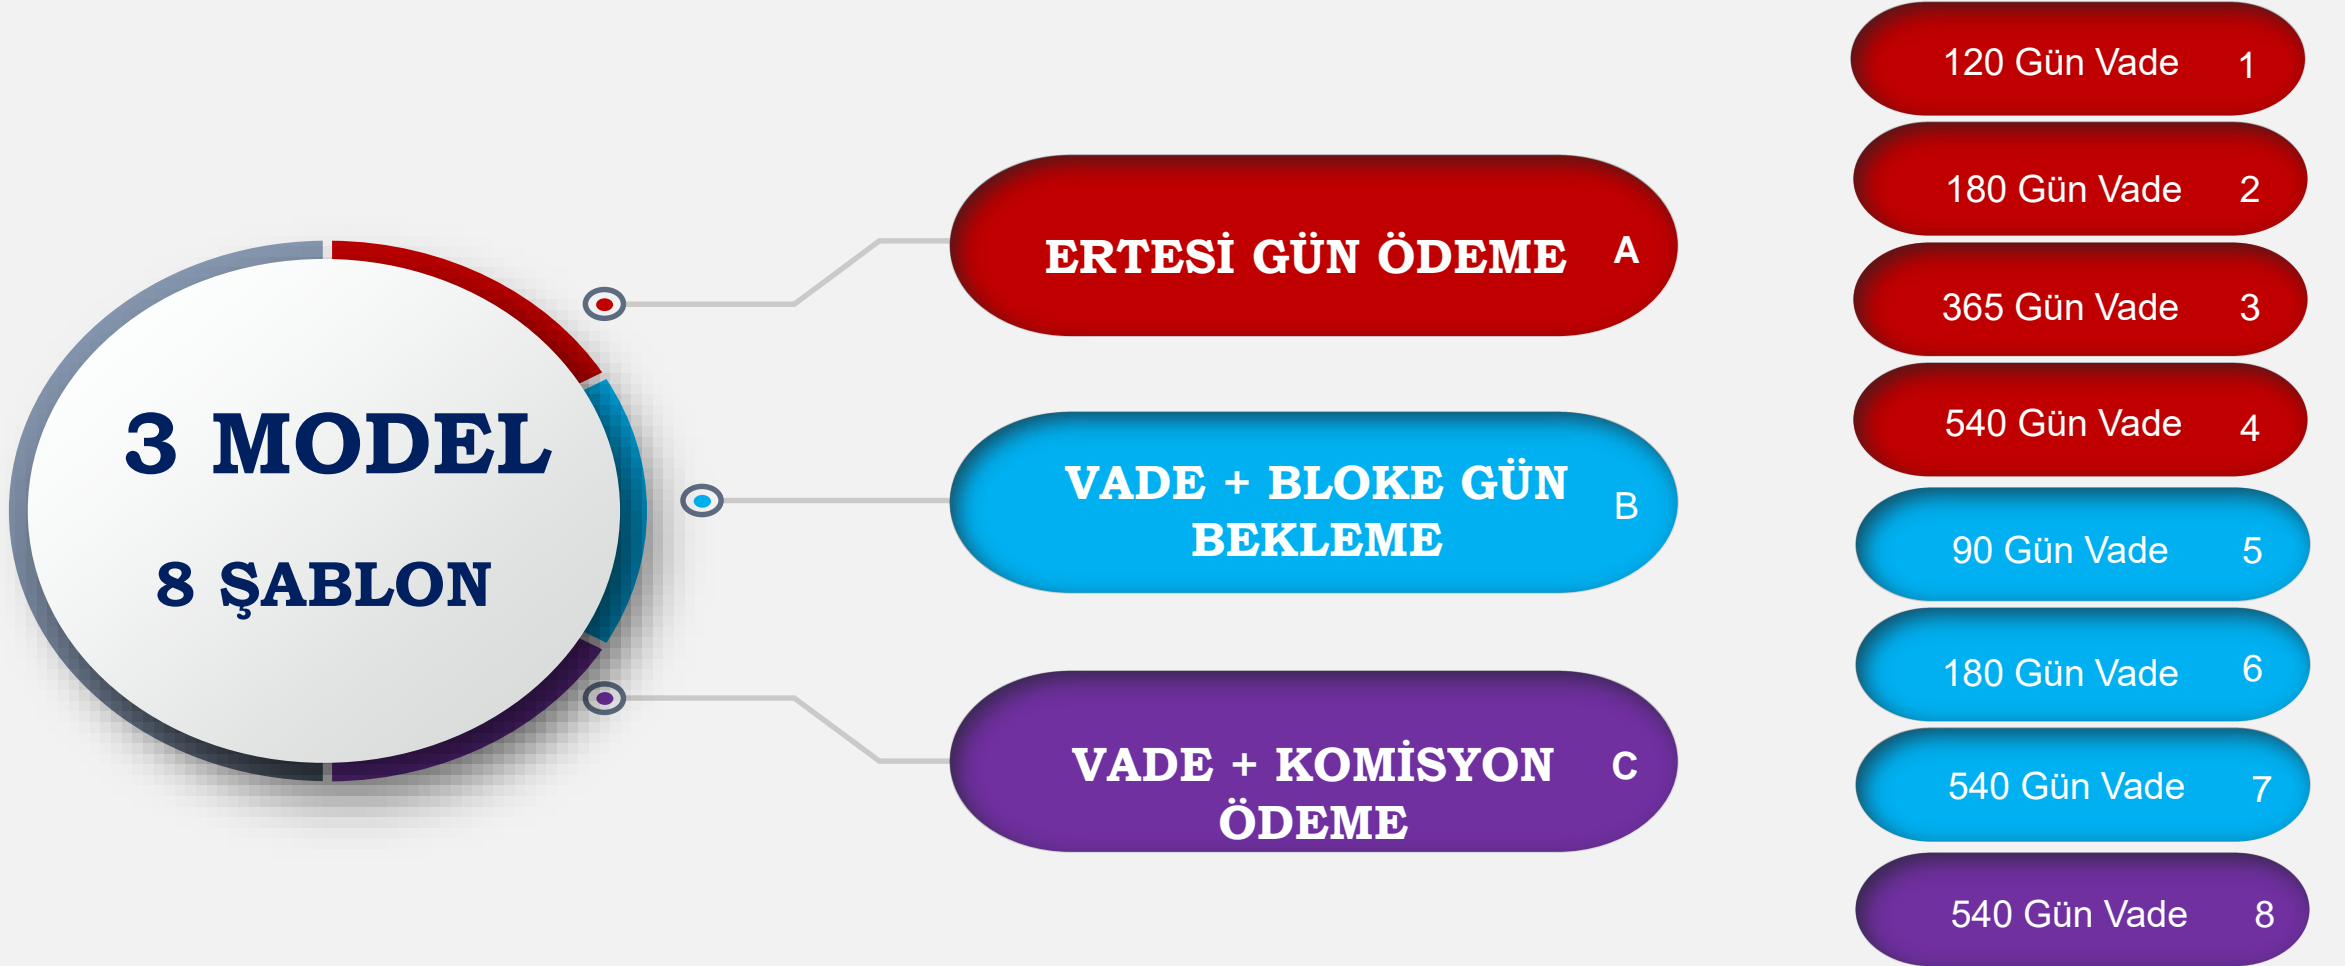 3 MODEL
8 ŞABLON
ERTESİ GÜN ÖDEME A
VADE + BLOKE GÜN
BEKLEME
B
VADE + KOMİSYON
ÖDEME
C
120 Gün Vade 1
180 Gün Vade 2
365 Gün Vade 3
540 Gün Vade 4
90 Gün Vade 5
180 Gün Vade 6
540 Gün Vade 7
540 Gün Vade 8